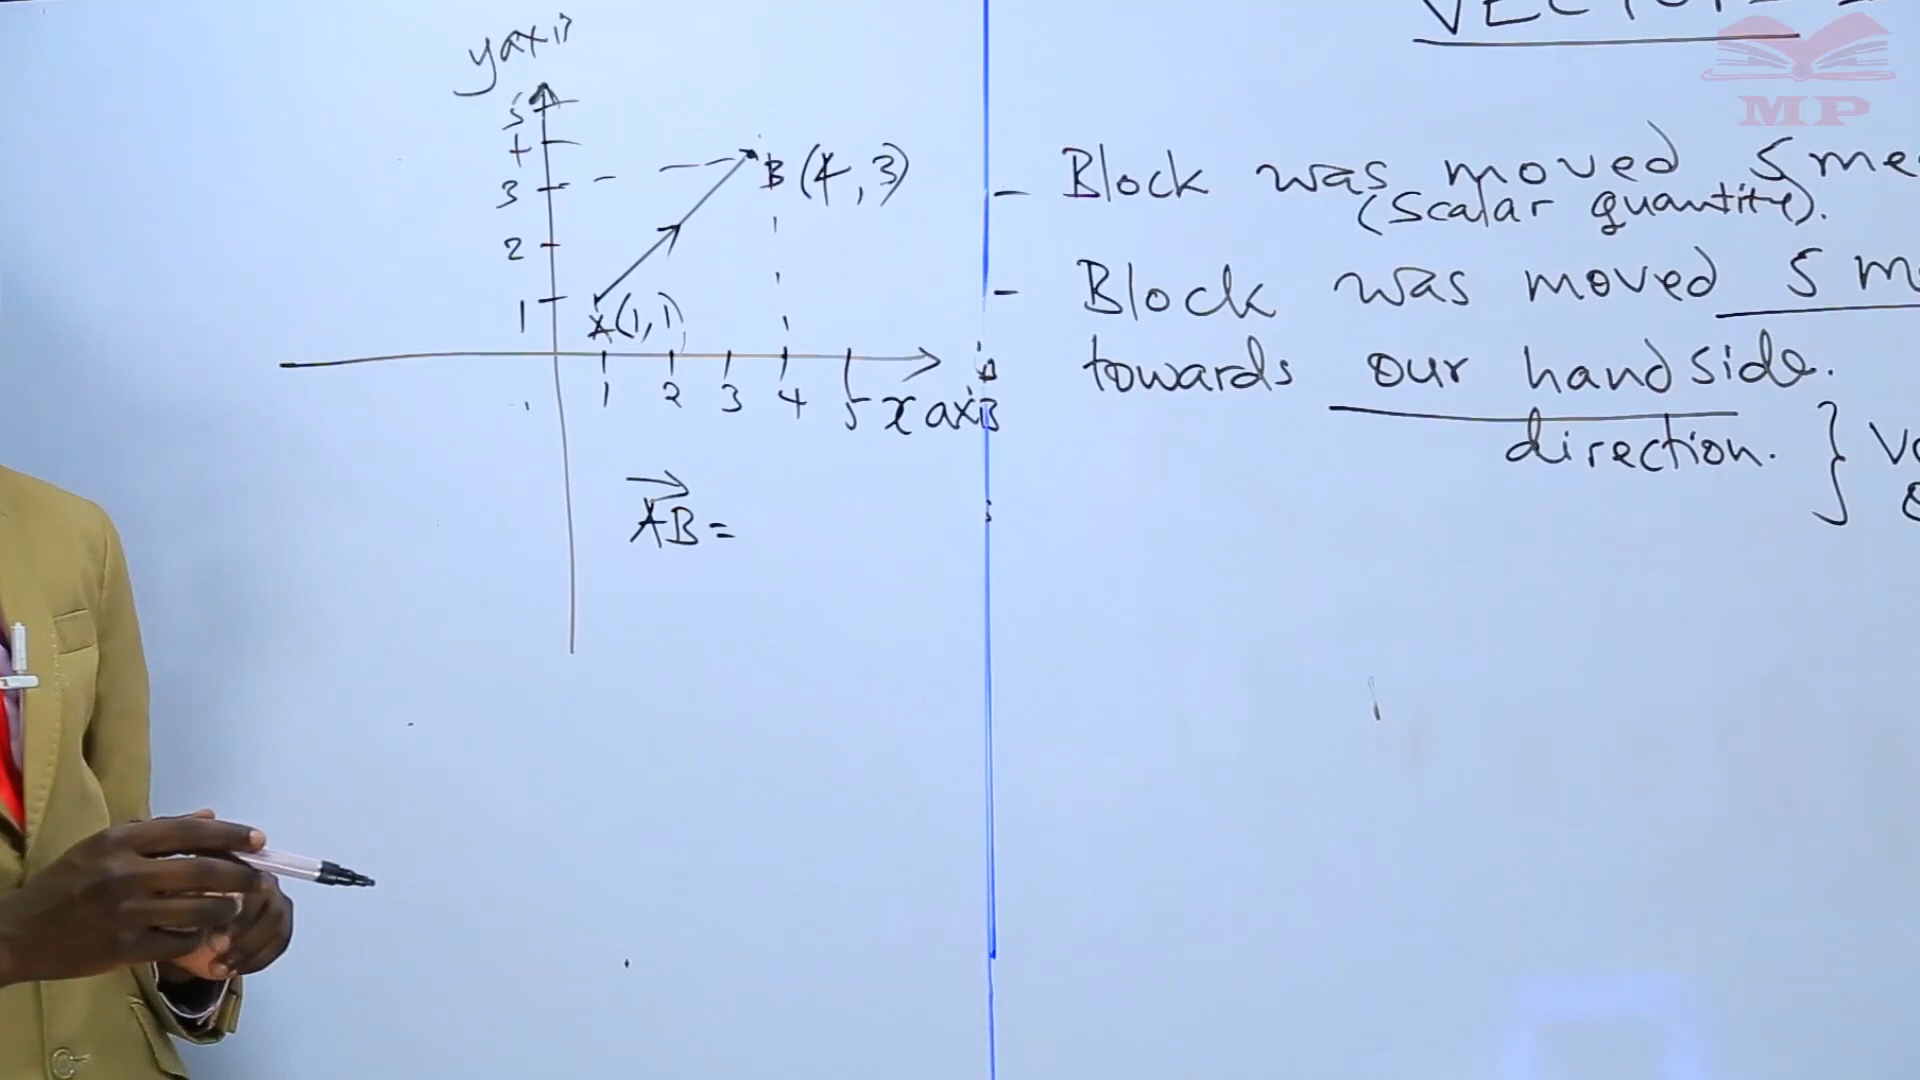 y axis
5
4
3
2
1
B (4, 3)
A (1, 1)
1 2 3 4 5 x axis
AB =
MP
- Block was moved 5 me
(Scalar quantity).
- Block was moved 5 m
towards our hand side.
direction. }